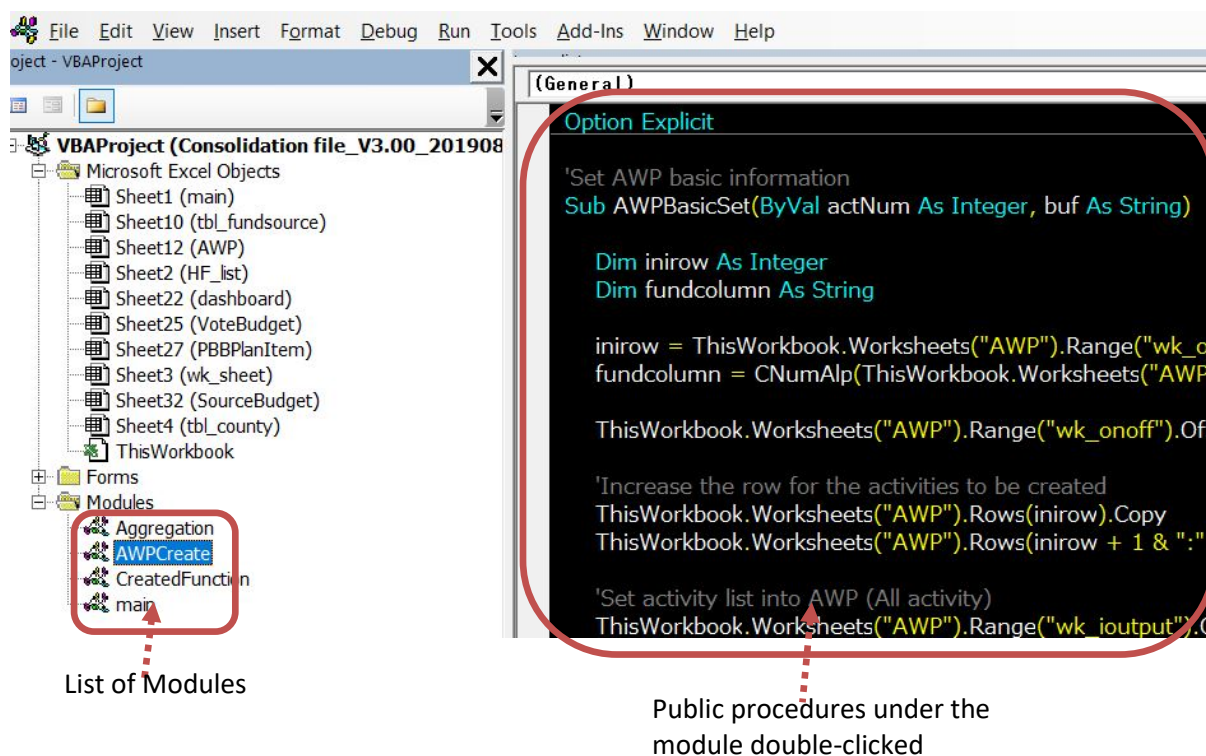 File Edit View Insert Format Debug Run Tools Add-Ins Window Help
oject - VBAProject
(General)
VBAProject (Consolidation file_V3.00_201908
Microsoft Excel Objects
Sheet1 (main)
Sheet10 (tbl_fundsource)
Sheet12 (AWP)
Sheet2 (HF_list)
Sheet22 (dashboard)
Sheet25 (VoteBudget)
Sheet27 (PBBPlanItem)
Sheet3 (wk_sheet)
Sheet32 (SourceBudget)
Sheet4 (tbl_county)
ThisWorkbook
Forms
Modules
Aggregation
AWPCreate
CreatedFunction
main
List of Modules
Option Explicit
'Set AWP basic information
Sub AWPBasicSet(ByVal actNum As Integer, buf As String)
Dim inirow As Integer
Dim fundcolumn As String
inirow = ThisWorkbook.Worksheets("AWP").Range("wk_o
fundcolumn = CNumAlp(ThisWorkbook.Worksheets("AWP
ThisWorkbook.Worksheets("AWP").Range("wk_onoff").Of
'Increase the row for the activities to be created
ThisWorkbook.Worksheets("AWP").Rows(inirow).Copy
ThisWorkbook.Worksheets("AWP").Rows(inirow + 1 & ":"
'Set activity list into AWP (All activity)
ThisWorkbook.Worksheets("AWP").Range("wk_ioutput").
Public procedures under the
module double-clicked